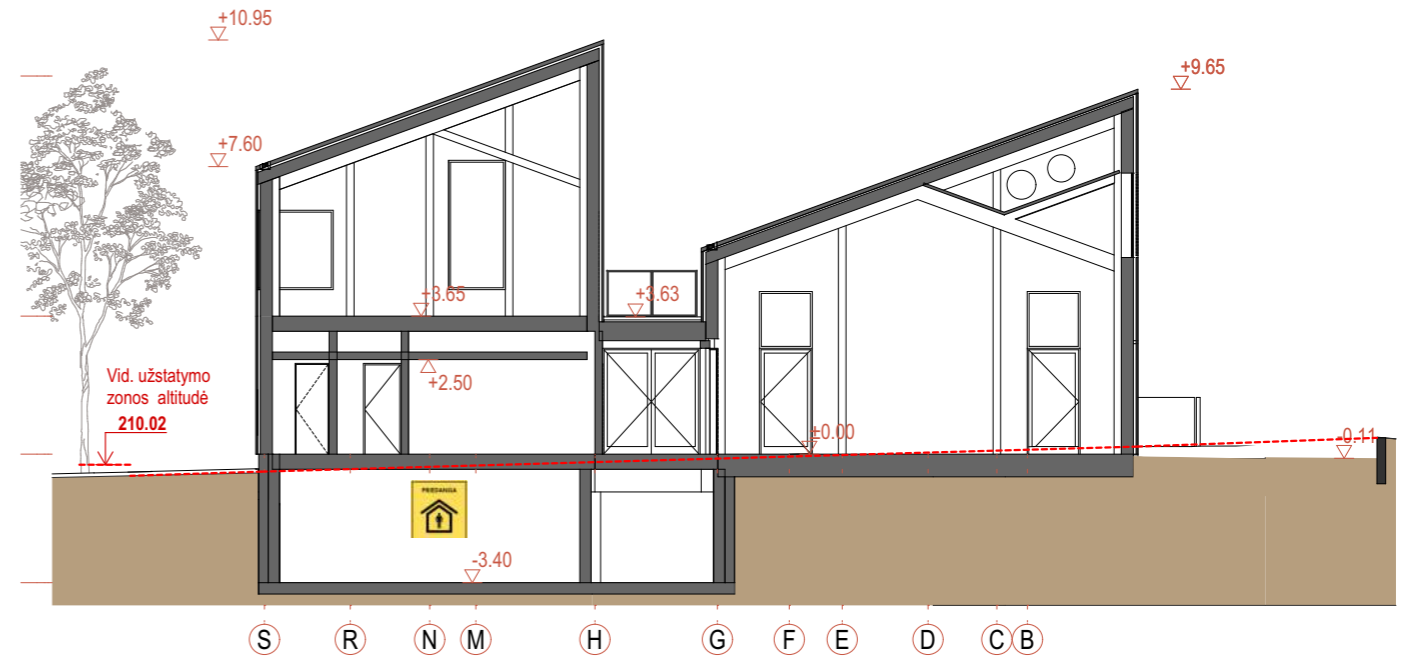 +10.95
+9.65
+7.60
+3.65
+3.63
+2.50
Vid. užstatymo
zonos altitudė
210.02
±0.00
-0.11
PRIEDANGA
-3.40
S R N M H G F E D C B